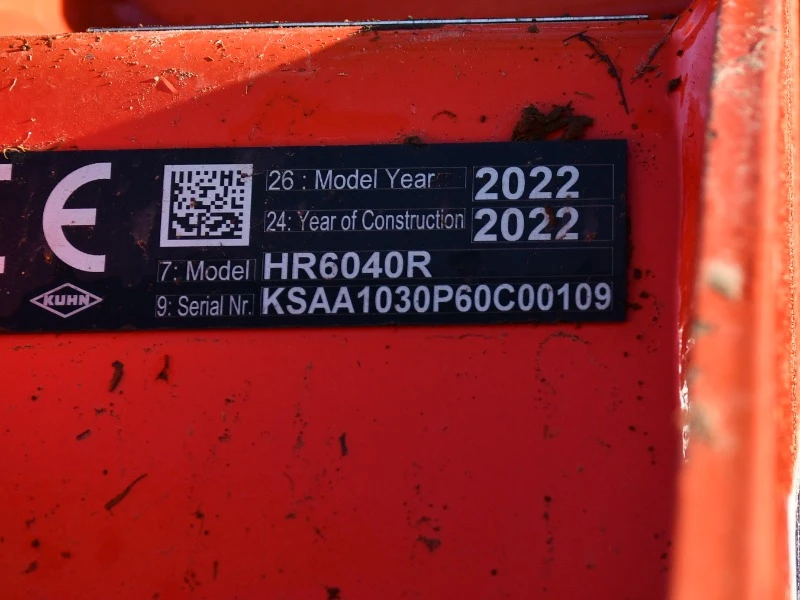 CE
26 : Model Year 2022
24: Year of Construction 2022
7: Model HR6040R
KUHN
9: Serial Nr. KSAA1030P60C00109